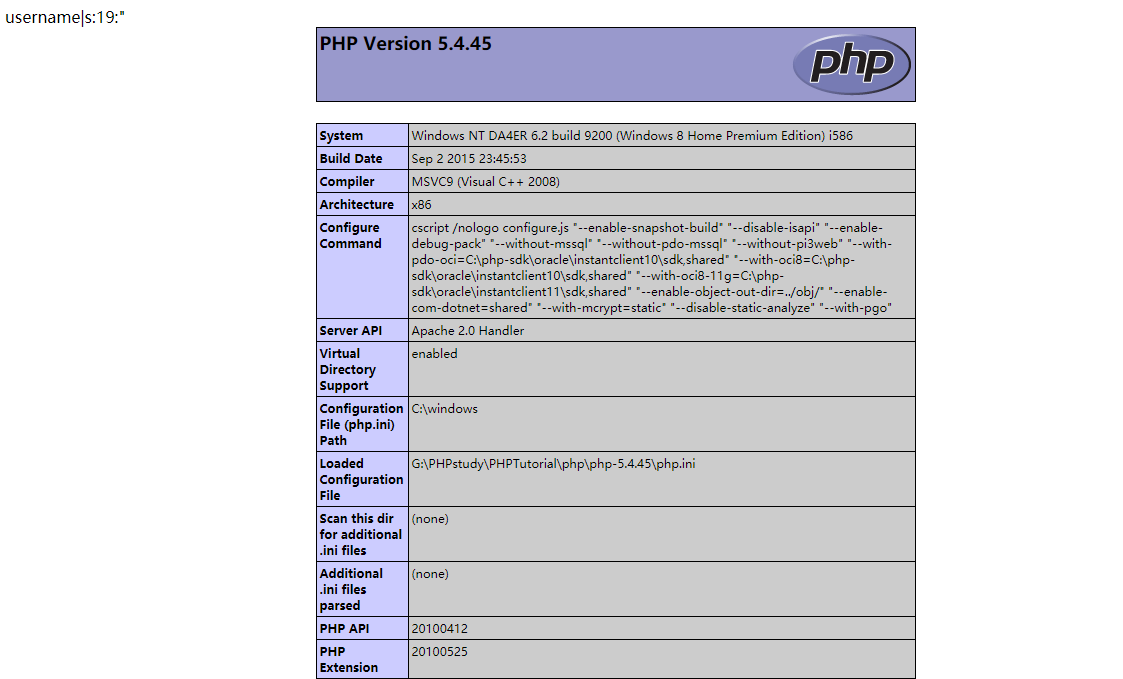 username|s:19:"
PHP Version 5.4.45
php
System Windows NT DA4ER 6.2 build 9200 (Windows 8 Home Premium Edition) i586
Build Date Sep 2 2015 23:45:53
Compiler MSVC9 (Visual C++ 2008)
Architecture x86
Configure Command
cscript /nologo configure.js "--enable-snapshot-build" "--disable-isapi" "--enable-
debug-pack" "--without-mssql" "--without-pdo-mssql" "--without-pi3web" "--with-
pdo-oci=C:\php-sdk\oracle\instantclient10\sdk,shared" "--with-oci8=C:\php-
sdk\oracle\instantclient10\sdk,shared" "--with-oci8-11g=C:\php-
sdk\oracle\instantclient11\sdk,shared" "--enable-object-out-dir=../obj/" "--enable-
com-dotnet=shared" "--with-mcrypt=static" "--disable-static-analyze" "--with-pgo"
Server API Apache 2.0 Handler
Virtual
Directory
Support
enabled
Configuration
File (php.ini)
Path
C:\windows
Loaded
Configuration
File
G:\PHPstudy\PHPTutorial\php\php-5.4.45\php.ini
Scan this dir
for additional
.ini files
(none)
Additional
.ini files
parsed
(none)
PHP API 20100412
PHP
Extension
20100525